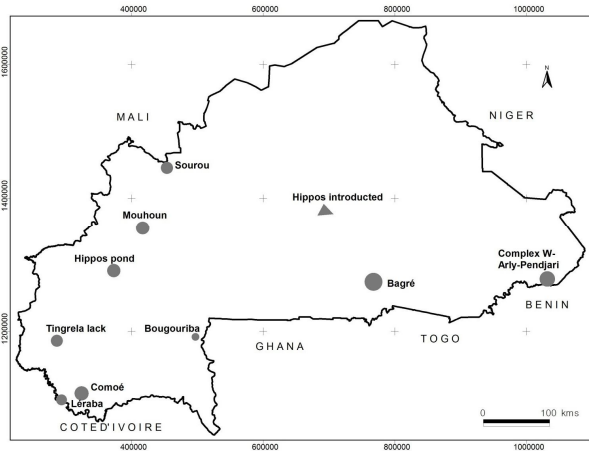 400000 600000 800000 1000000
1600000
1400000
1200000
N
MALI
NIGER
Sourou
Hippos introducted
Mouhoun
Hippos pond
Complex W-
Arly-Pendjari
Bagré
BENIN
Tingrela lack
Bougouriba
GHANA
TOGO
Comoé
Léraba
COTED'IVOIRE
0 100 kms
400000 600000 800000 1000000